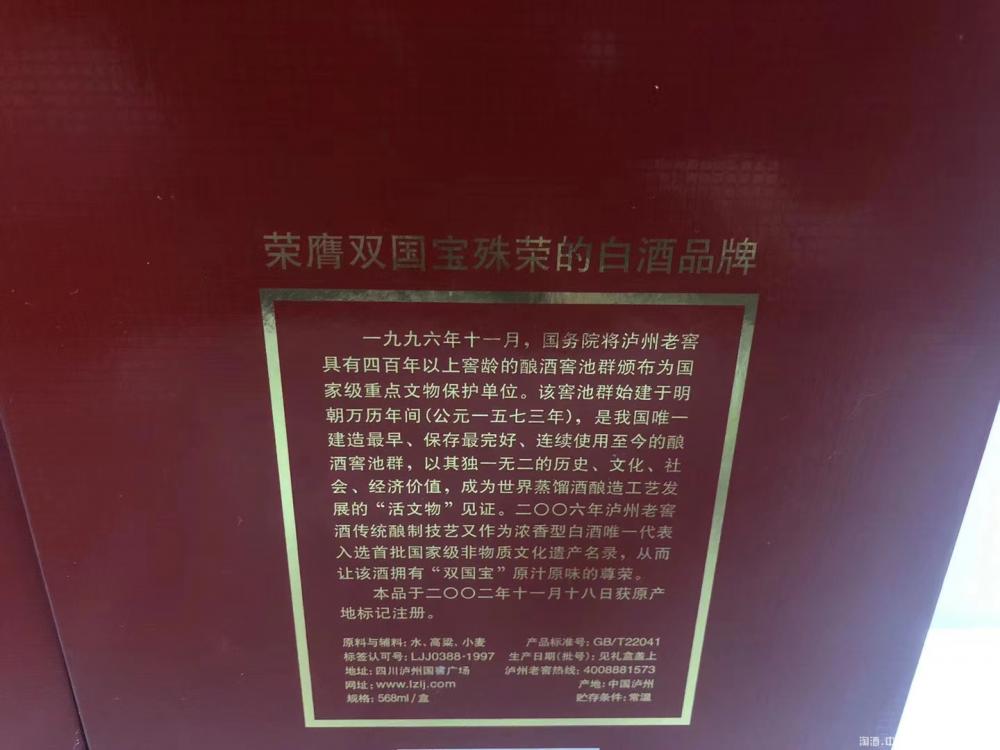 荣膺双国宝殊荣的白酒品牌
一九九六年十一月，国务院将泸州老窖
具有四百年以上窖龄的酿酒窖池群颁布为国
家级重点文物保护单位。该窖池群始建于明
朝万历年间(公元一五七三年)，是我国唯一
建造最早、保存最完好、连续使用至今的酿
酒窖池群，以其独一无二的历史、文化、社
会、经济价值，成为世界蒸馏酒酿造工艺发
展的“活文物”见证。二〇〇六年泸州老窖
酒传统酿制技艺又作为浓香型白酒唯一代表
入选首批国家级非物质文化遗产名录，从而
让该酒拥有“双国宝”原汁原味的尊荣。
本品于二〇〇二年十一月十八日获原产
地标记注册。
原料与辅料: 水、高粱、小麦 产品标准号: GB/T22041
标签认可号: LJJ0388-1997 生产日期(批号): 见礼盒盖上
地址: 四川泸州国窖广场 泸州老窖热线: 4008881573
网址: www.lzlj.com 产地: 中国泸州
规格: 568ml/盒 贮存条件: 常温
淘酒.中